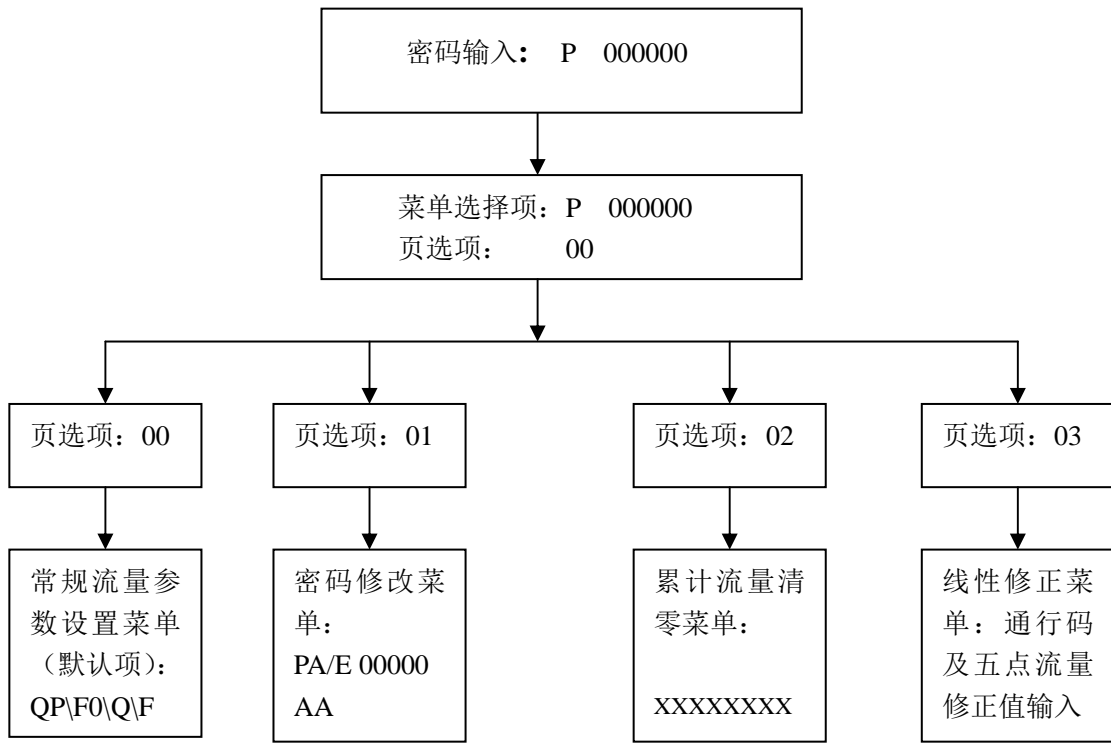 密码输入： P 000000
菜单选择项：P 000000
页选项： 00
页选项：00
页选项：01
页选项：02
页选项：03
常规流量参
数设置菜单
（默认项）：
QP\F0\Q\F
密码修改菜
单：
PA/E 00000
AA
累计流量清
零菜单：
XXXXXXXX
线性修正菜
单：通行码
及五点流量
修正值输入